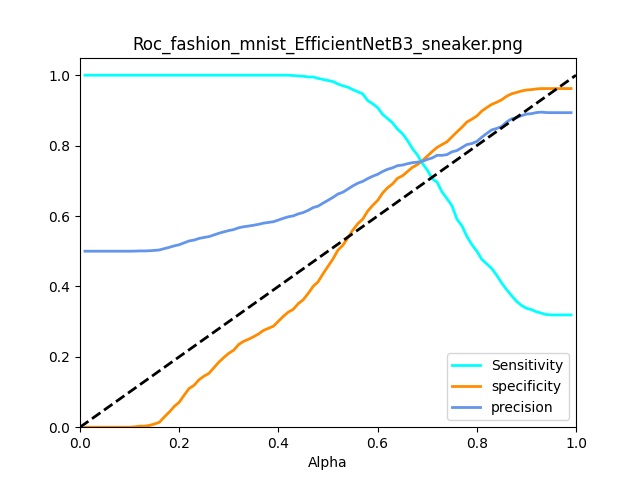 Roc_fashion_mnist_EfficientNetB3_sneaker.png
1.0
0.8
0.6
0.4
0.2
0.0
Sensitivity
specificity
precision
0.0 0.2 0.4 0.6 0.8 1.0
Alpha